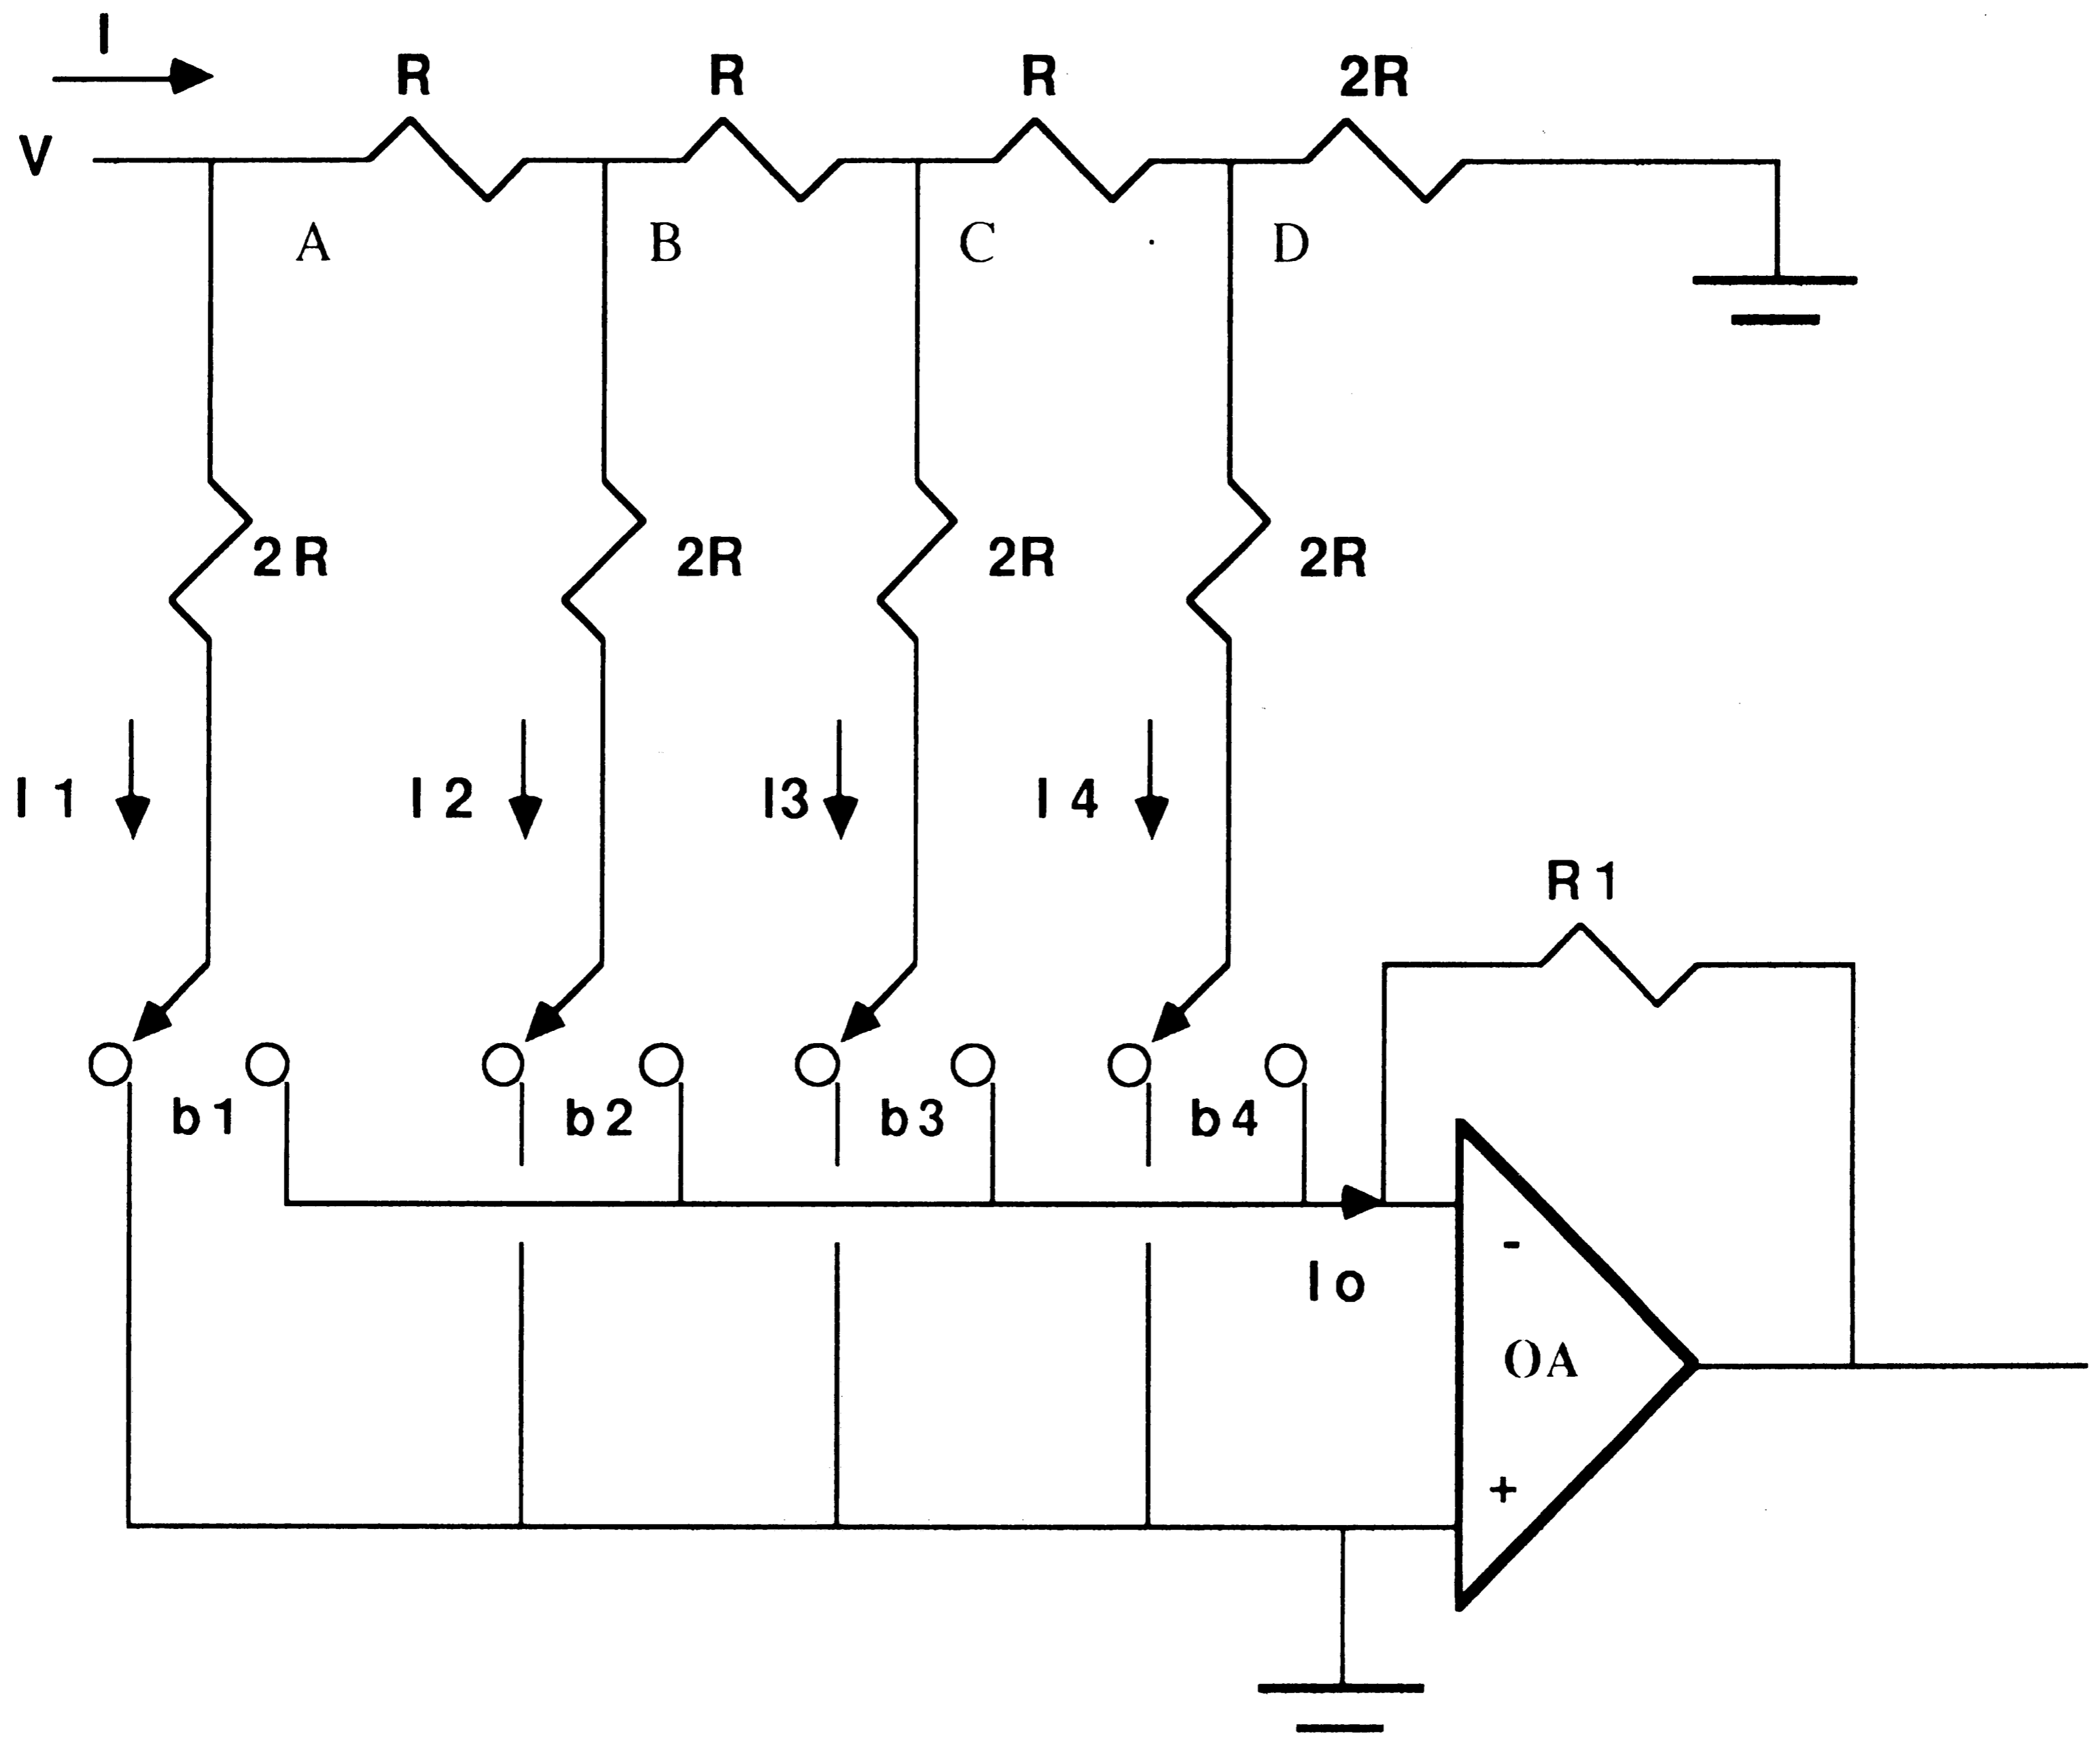 I
R R R 2R
V
A B C D
2R 2R 2R 2R
I1 I2 I3 I4
R1
b1 b2 b3 b4
-
Io
OA
+